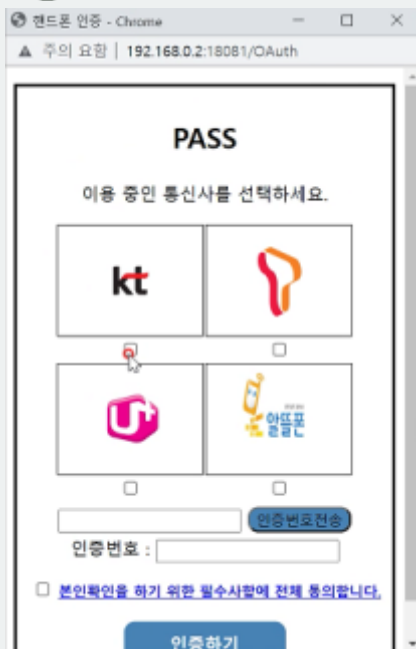 핸드폰 인증 - Chrome
주의 요함 | 192.168.0.2:18081/OAuth
PASS
이용 중인 통신사를 선택하세요.
kt
U+
알뜰폰
인증번호전송
인증번호 :
본인확인을 하기 위한 필수사항에 전체 동의합니다.
인증하기